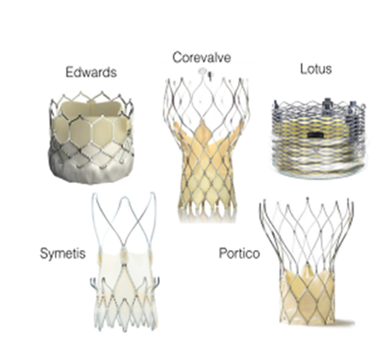 Corevalve
Edwards
Lotus
Symetis
Portico